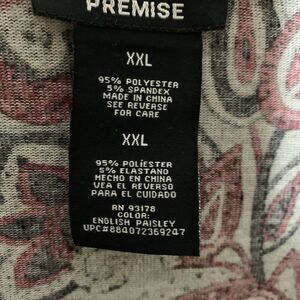 PREMISE
XXL
95% POLYESTER
5% SPANDEX
MADE IN CHINA
SEE REVERSE
FOR CARE
XXL
95% POLIÉSTER
5% ELASTANO
HECHO EN CHINA
VEA EL REVERSO
PARA EL CUIDADO
RN 93178
COLOR:
ENGLISH PAISLEY
UPC#884072369247